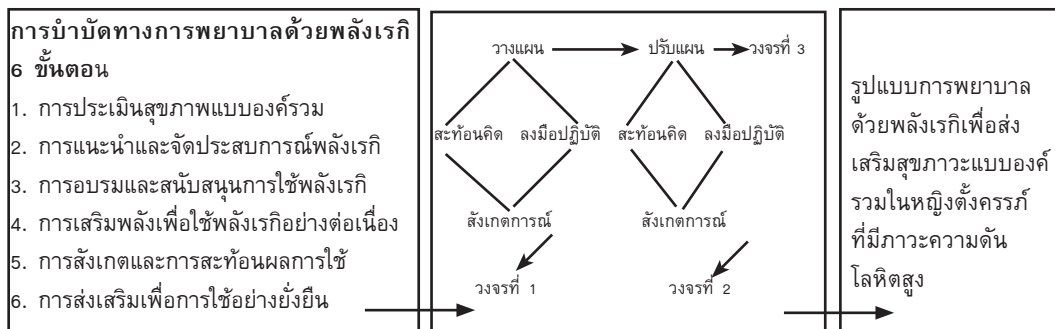 การบำบัดทางการพยาบาลด้วยพลังเรกิ
6 ขั้นตอน
1. การประเมินสุขภาพแบบองค์รวม
2. การแนะนำและจัดประสบการณ์พลังเรกิ
3. การอบรมและสนับสนุนการใช้พลังเรกิ
4. การเสริมพลังเพื่อใช้พลังเรกิอย่างต่อเนื่อง
5. การสังเกตและการสะท้อนผลการใช้
6. การส่งเสริมเพื่อการใช้อย่างยั่งยืน
วางแผน ปรับแผน วงจรที่ 3
สะท้อนคิด ลงมือปฏิบัติ สะท้อนคิด ลงมือปฏิบัติ
สังเกตการณ์ สังเกตการณ์
วงจรที่ 1 วงจรที่ 2
รูปแบบการพยาบาล
ด้วยพลังเรกิเพื่อส่ง
เสริมสุขภาวะแบบองค์
รวมในหญิงตั้งครรภ์
ที่มีภาวะความดัน
โลหิตสูง